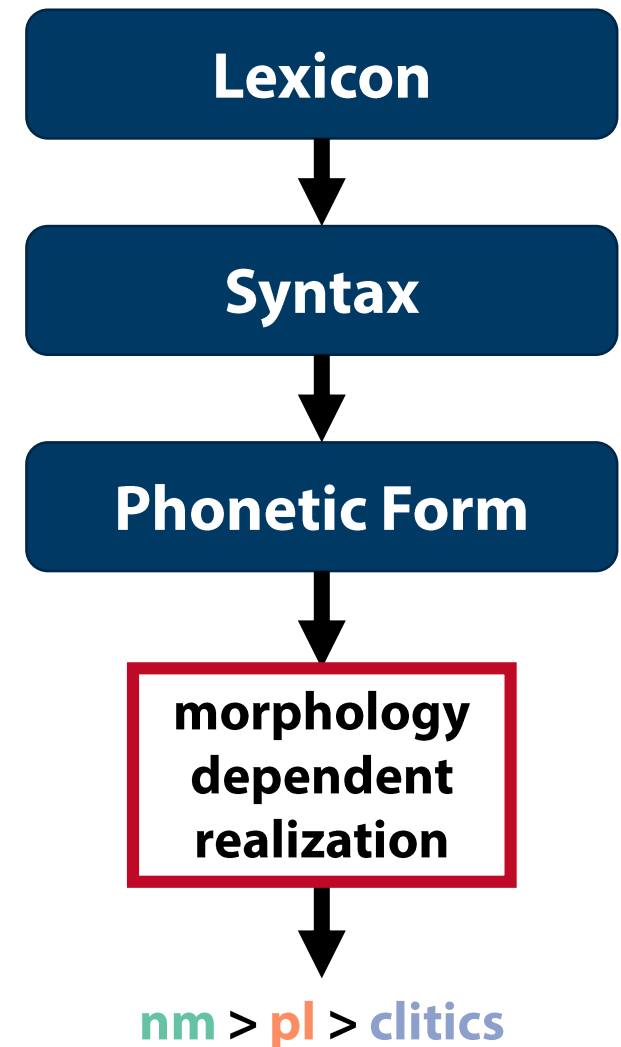 Lexicon
Syntax
Phonetic Form
morphology
dependent
realization
nm > pl > clitics